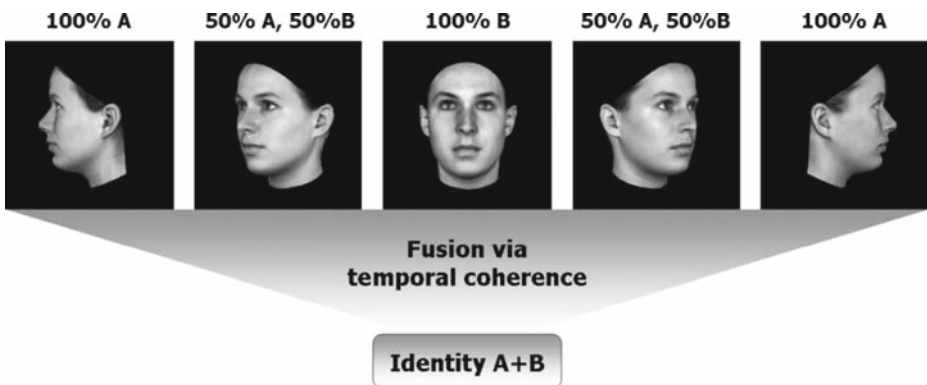 100% A
50% A, 50%B
100% B
50% A, 50%B
100% A
Fusion via
temporal coherence
Identity A+B